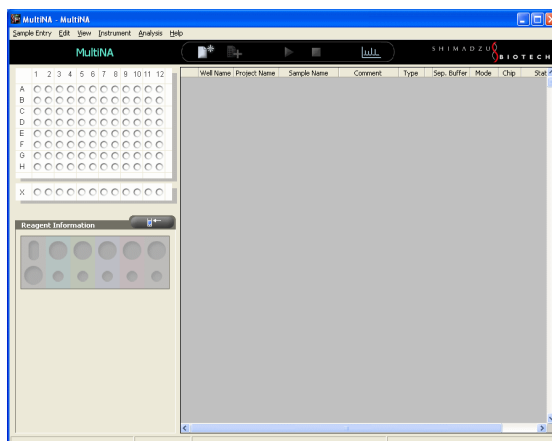 MultiNA - MultiNA
Sample Entry Edit View Instrument Analysis Help
MultiNA
SHIMADZU
BIOTECH
Well Name Project Name Sample Name Comment Type Sep. Buffer Mode Chip Stat
1 2 3 4 5 6 7 8 9 10 11 12
A
B
C
D
E
F
G
H
X
Reagent Information